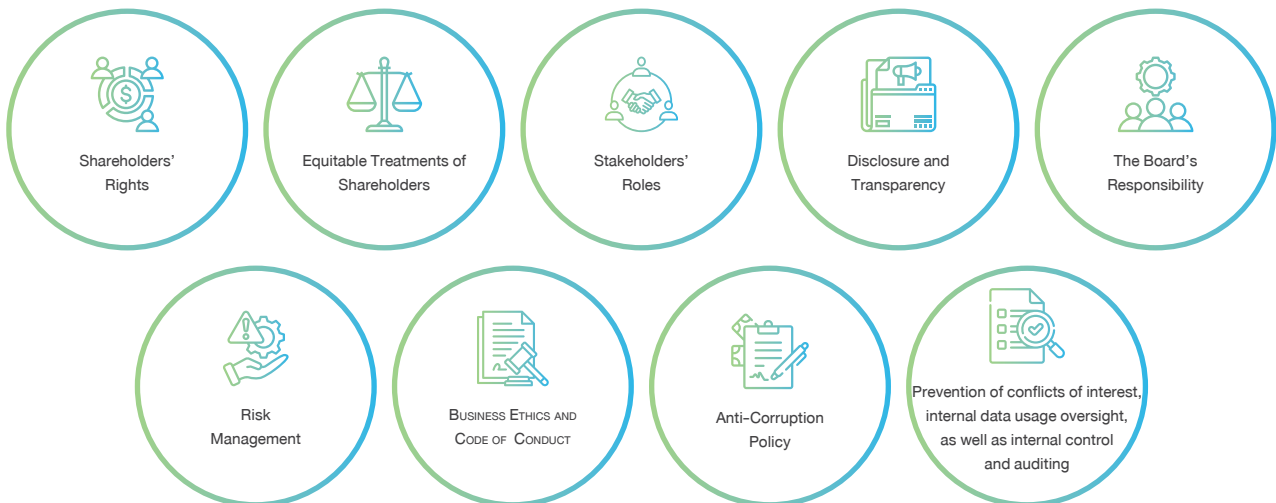 Shareholders'
Rights
Equitable Treatments of
Shareholders
Stakeholders'
Roles
Disclosure and
Transparency
The Board's
Responsibility
Risk
Management
BUSINESS ETHICS AND
CODE OF CONDUCT
Anti-Corruption
Policy
Prevention of conflicts of interest,
internal data usage oversight,
as well as internal control
and auditing